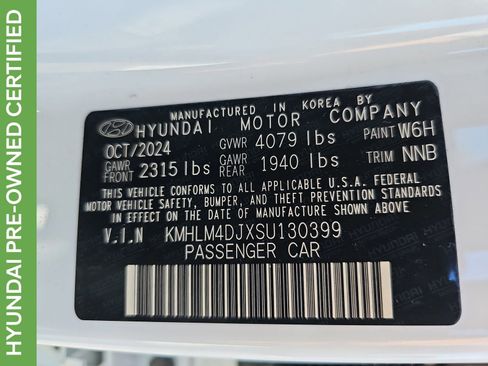 HYUNDAI PRE-OWNED CERTIFIED
MANUFACTURED IN KOREA BY
HYUNDAI MOTOR COMPANY
OCT/2024 GVWR 4079 lbs PAINT W6H
GAWR FRONT 2315 lbs GAWR REAR 1940 lbs TRIM NNB
THIS VEHICLE CONFORMS TO ALL APPLICABLE U.S.A. FEDERAL
MOTOR VEHICLE SAFETY, BUMPER, AND THEFT PREVENTION STANDARDS
IN EFFECT ON THE DATE OF MANUFACTURE SHOWN ABOVE.
V.I.N KMHLM4DJXSU130399
PASSENGER CAR